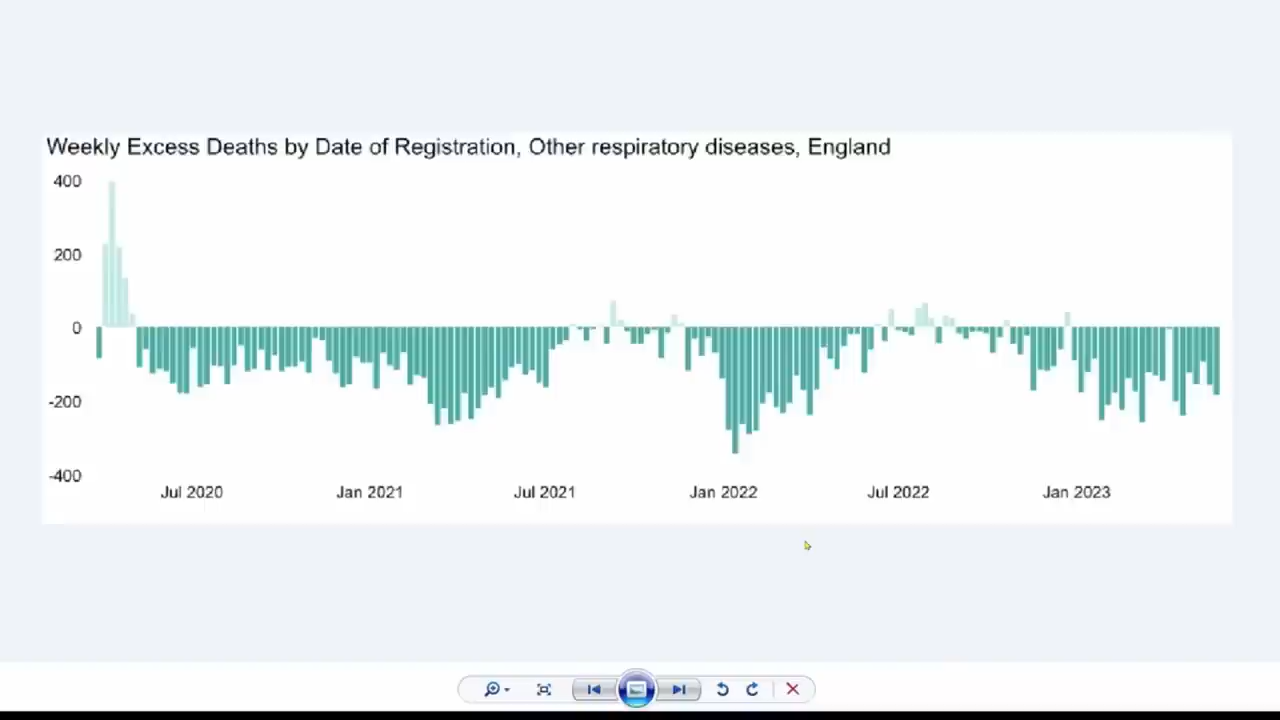 Weekly Excess Deaths by Date of Registration, Other respiratory diseases, England
400
200
0
-200
-400
Jul 2020 Jan 2021 Jul 2021 Jan 2022 Jul 2022 Jan 2023